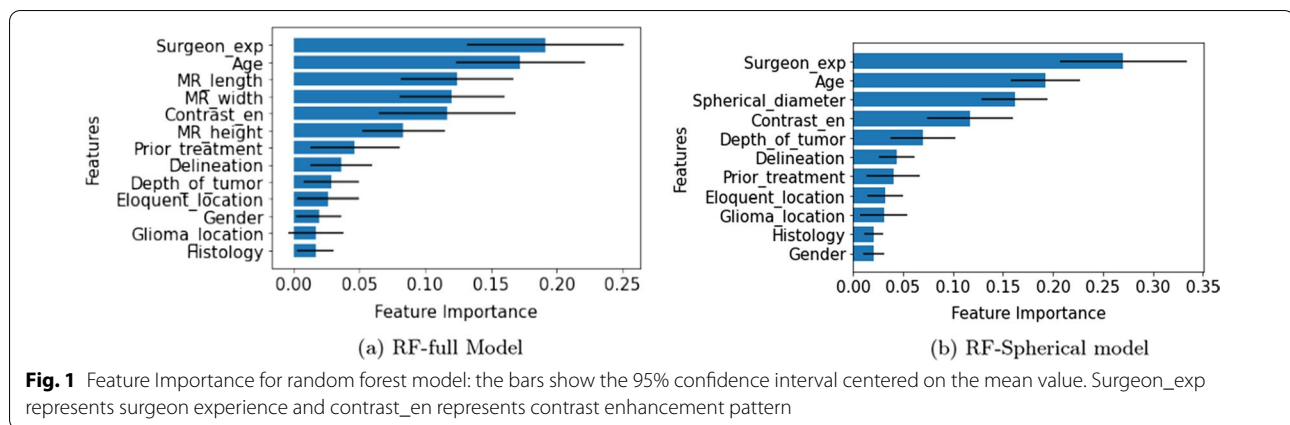 Surgeon_exp
Age
MR_length
MR_width
Contrast_en
MR_height
Prior_treatment
Delineation
Depth_of_tumor
Eloquent_location
Gender
Glioma_location
Histology
Features
0.00 0.05 0.10 0.15 0.20 0.25
Feature Importance
(a) RF-full Model
Surgeon_exp
Age
Spherical_diameter
Contrast_en
Depth_of_tumor
Delineation
Prior_treatment
Eloquent_location
Glioma_location
Histology
Gender
Features
0.00 0.05 0.10 0.15 0.20 0.25 0.30 0.35
Feature Importance
(b) RF-Spherical model
Fig. 1 Feature Importance for random forest model: the bars show the 95% confidence interval centered on the mean value. Surgeon_exp
represents surgeon experience and contrast_en represents contrast enhancement pattern